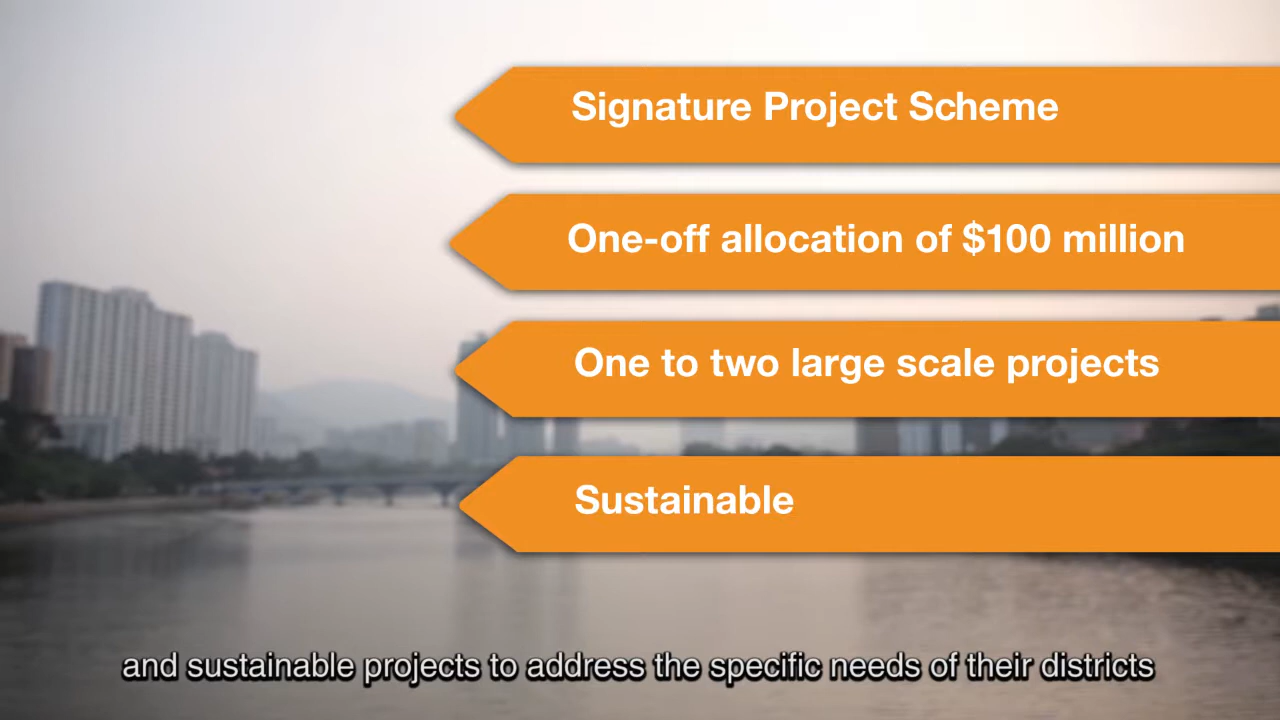 Signature Project Scheme
One-off allocation of $100 million
One to two large scale projects
Sustainable
and sustainable projects to address the specific needs of their districts